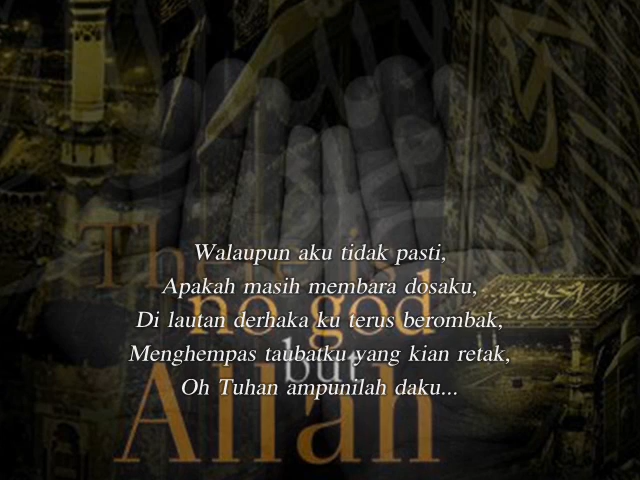 There is
Walaupun aku tidak pasti,
Apakah masih membara dosaku,
no god
Di lautan derhaka ku terus berombak,
but
Menghempas taubatku yang kian retak,
Oh Tuhan ampunilah daku...
Allah